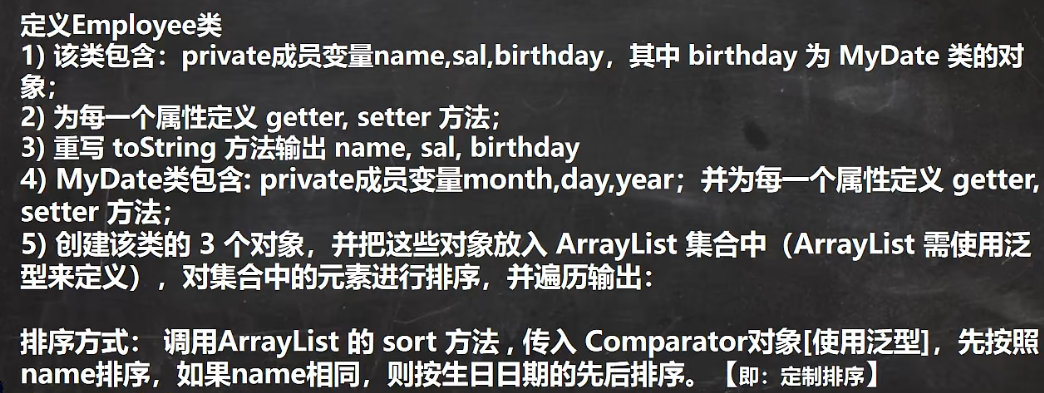 定义Employee类
1) 该类包含：private成员变量name,sal,birthday，其中 birthday 为 MyDate 类的对
象；
2) 为每一个属性定义 getter, setter 方法；
3) 重写 toString 方法输出 name, sal, birthday
4) MyDate类包含: private成员变量month,day,year；并为每一个属性定义 getter,
setter 方法；
5) 创建该类的 3 个对象，并把这些对象放入 ArrayList 集合中（ArrayList 需使用泛
型来定义），对集合中的元素进行排序，并遍历输出：
排序方式： 调用ArrayList 的 sort 方法 , 传入 Comparator对象[使用泛型]，先按照
name排序，如果name相同，则按生日日期的先后排序。【即：定制排序】